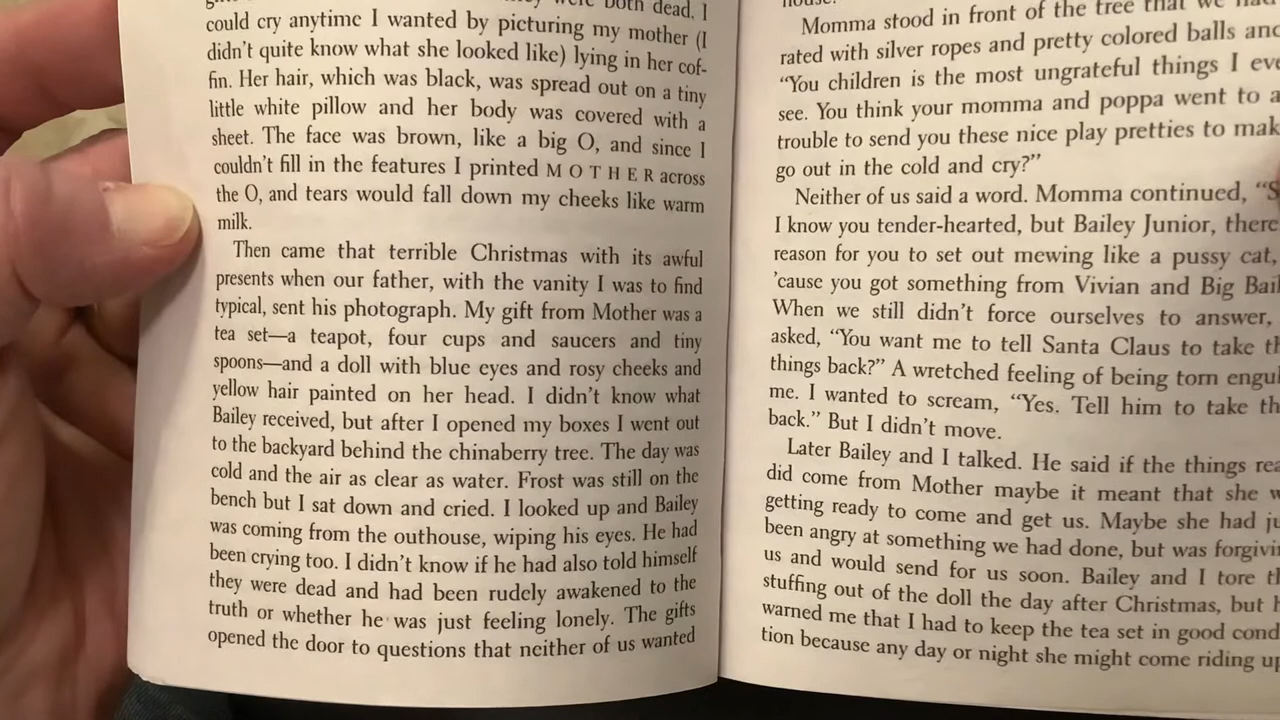 were both dead. I
could cry anytime I wanted by picturing my mother (I
didn't quite know what she looked like) lying in her cof-
fin. Her hair, which was black, was spread out on a tiny
little white pillow and her body was covered with a
sheet. The face was brown, like a big O, and since I
couldn't fill in the features I printed M O T H E R across
the O, and tears would fall down my cheeks like warm
milk.
Then came that terrible Christmas with its awful
presents when our father, with the vanity I was to find
typical, sent his photograph. My gift from Mother was a
tea set—a teapot, four cups and saucers and tiny
spoons—and a doll with blue eyes and rosy cheeks and
yellow hair painted on her head. I didn't know what
Bailey received, but after I opened my boxes I went out
to the backyard behind the chinaberry tree. The day was
cold and the air as clear as water. Frost was still on the
bench but I sat down and cried. I looked up and Bailey
was coming from the outhouse, wiping his eyes. He had
been crying too. I didn't know if he had also told himself
they were dead and had been rudely awakened to the
truth or whether he was just feeling lonely. The gifts
opened the door to questions that neither of us wanted
house.
Momma stood in front of the tree that we had
rated with silver ropes and pretty colored balls and
"You children is the most ungrateful things I eve
see. You think your momma and poppa went to a
trouble to send you these nice play pretties to mak
go out in the cold and cry?"
Neither of us said a word. Momma continued, "S
I know you tender-hearted, but Bailey Junior, there
reason for you to set out mewing like a pussy cat,
'cause you got something from Vivian and Big Bail
When we still didn't force ourselves to answer,
asked, "You want me to tell Santa Claus to take th
things back?" A wretched feeling of being torn engul
me. I wanted to scream, "Yes. Tell him to take th
back." But I didn't move.
Later Bailey and I talked. He said if the things rea
did come from Mother maybe it meant that she w
getting ready to come and get us. Maybe she had ju
been angry at something we had done, but was forgivi
us and would send for us soon. Bailey and I tore th
stuffing out of the doll the day after Christmas, but h
warned me that I had to keep the tea set in good cond
tion because any day or night she might come riding up